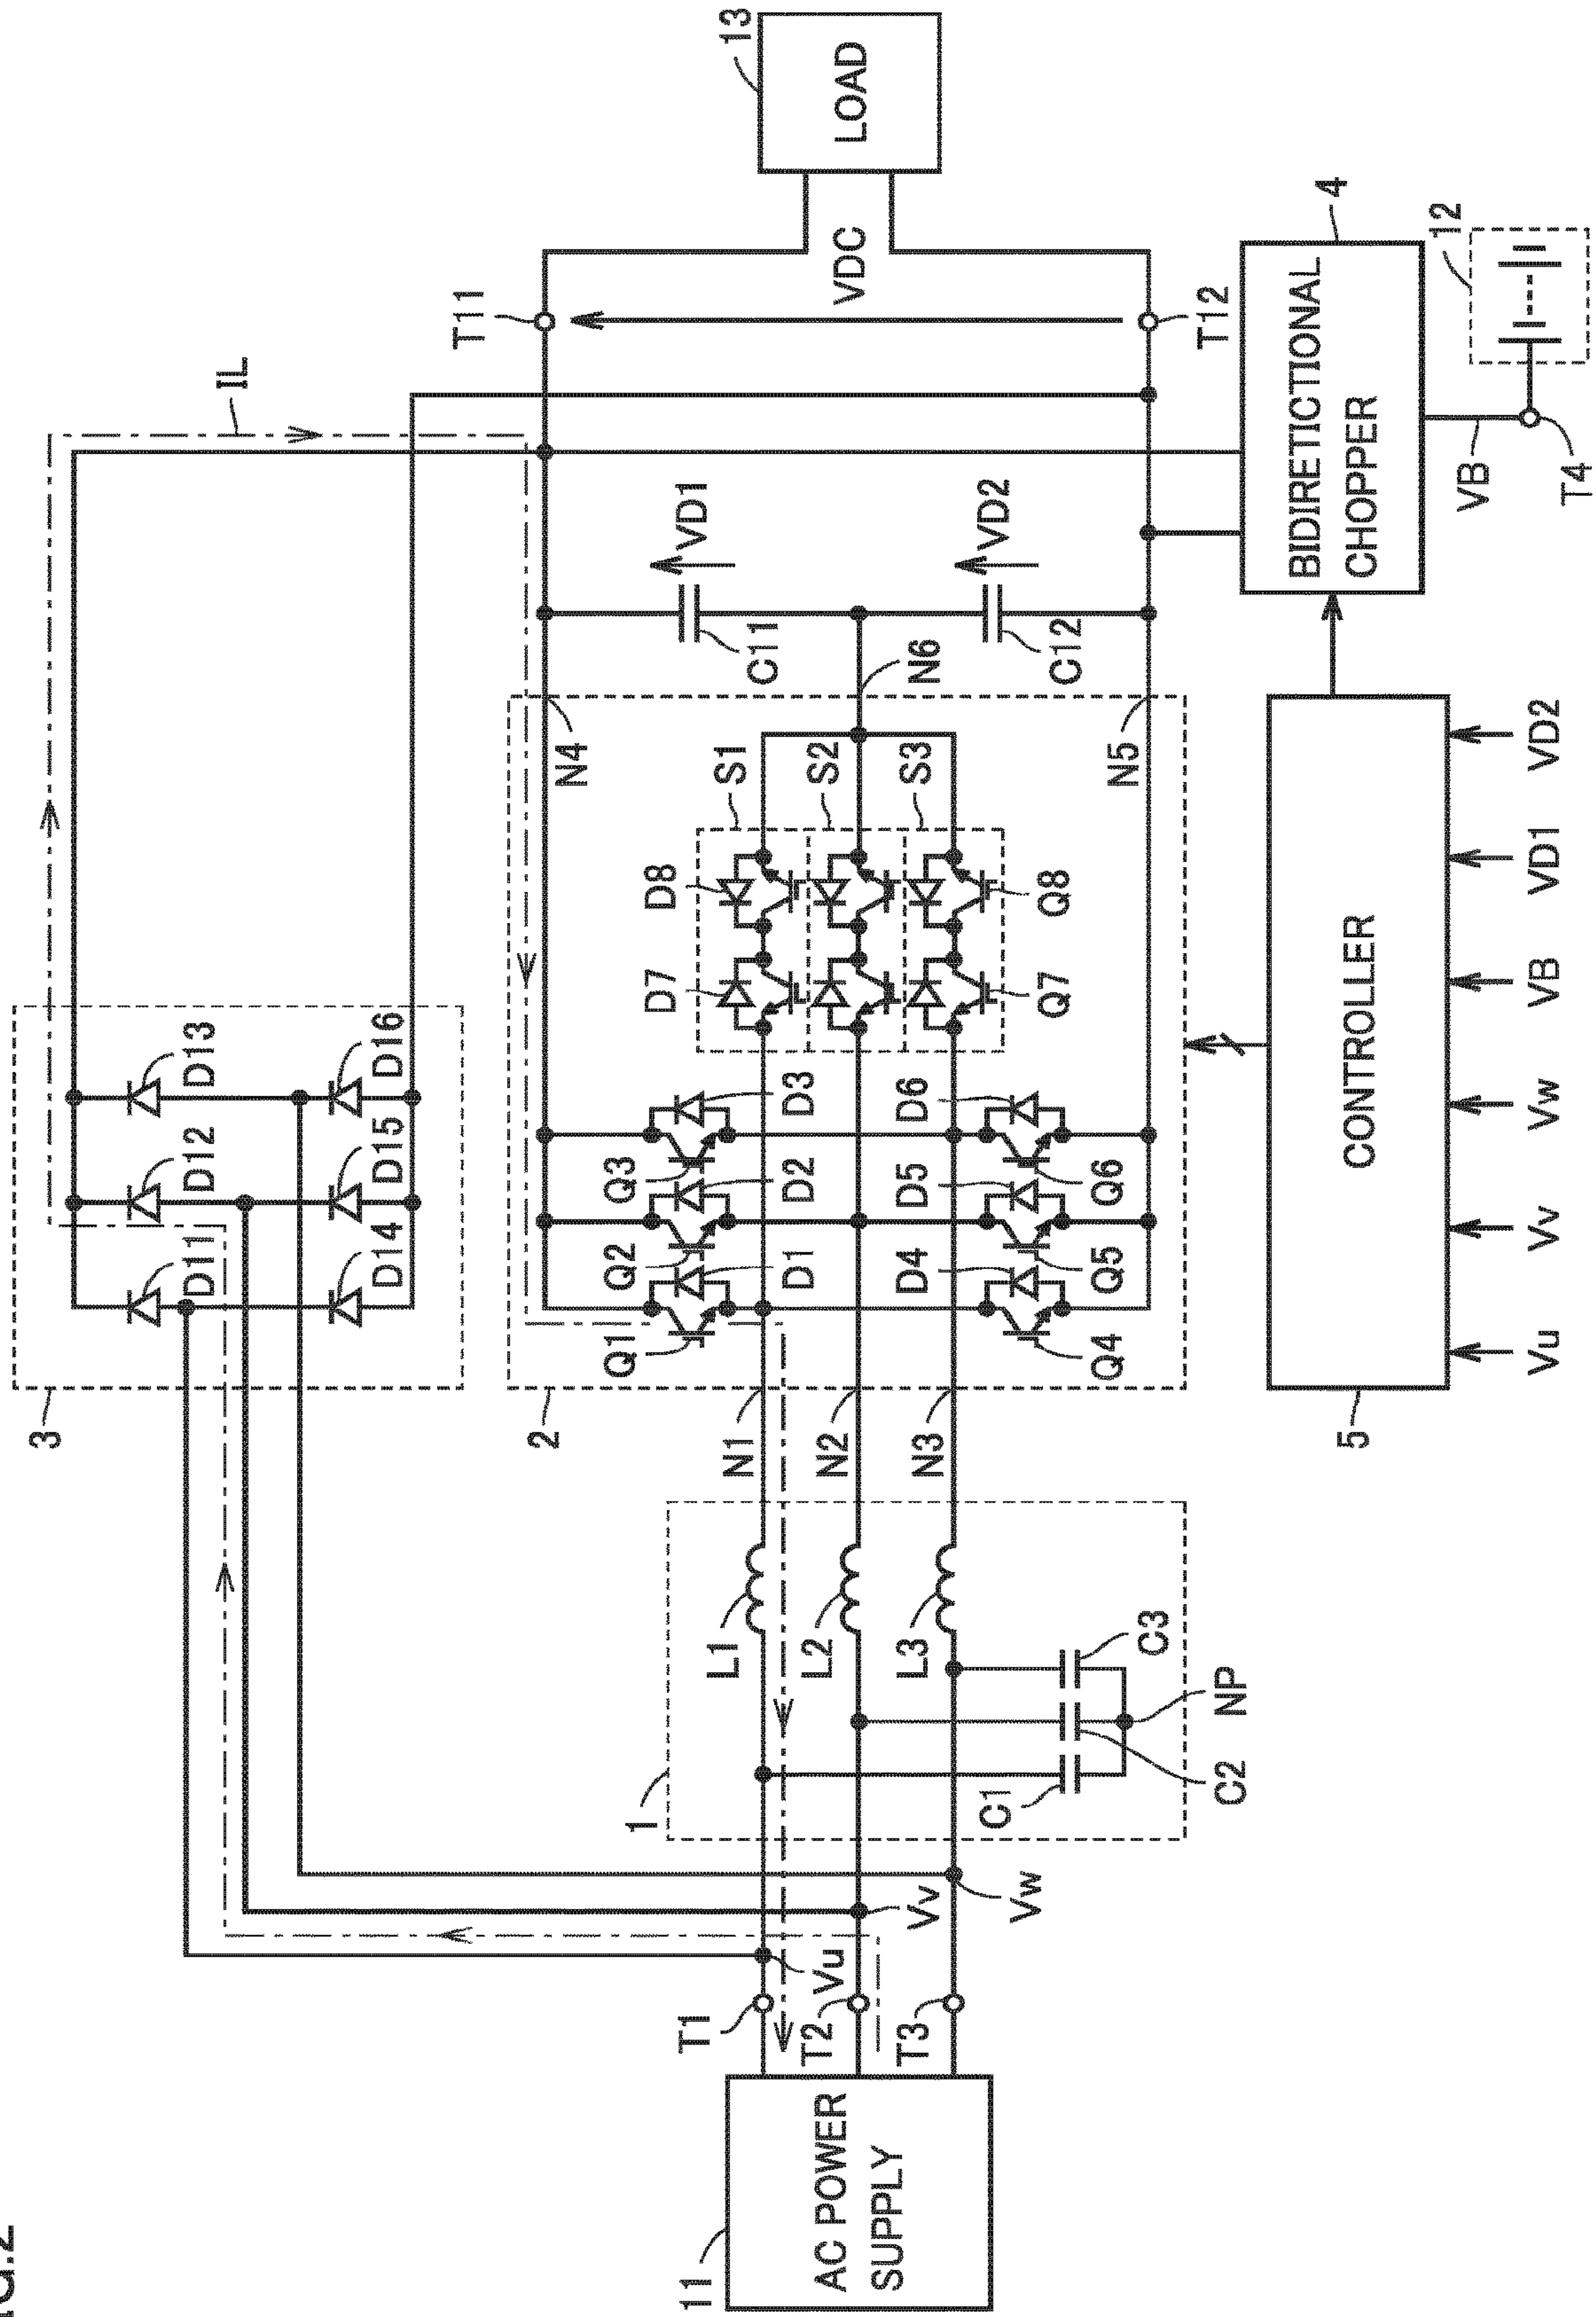 3
D11
D12
D13
D14
D15
D16
IL
T11
13
LOAD
VDC
T12
2
Q1
Q2
Q3
D1
D2
D3
D4
D5
D6
Q4
Q5
Q6
N4
N5
N6
D7
D8
S1
S2
S3
Q7
Q8
C11
VD1
C12
VD2
N1
N2
N3
1
L1
L2
L3
C1
C2
C3
NP
T1
T2
T3
Vu
Vv
Vw
11
AC POWER
SUPPLY
BIDIRETICTIONAL
CHOPPER
4
12
VB
T4
CONTROLLER
5
Vu
Vv
Vw
VB
VD1
VD2